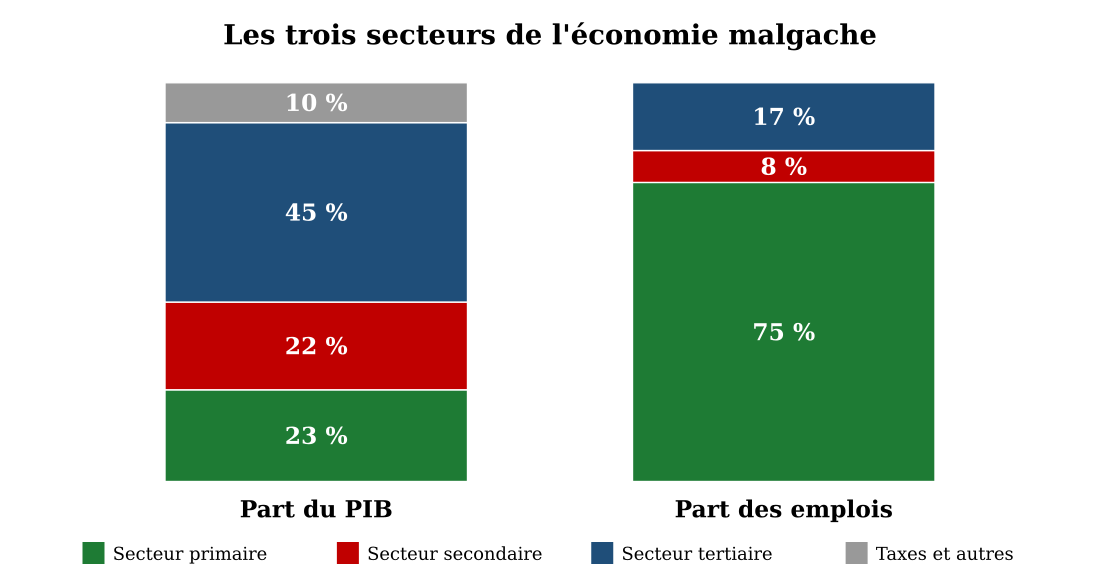 Les trois secteurs de l'économie malgache
10 %
45 %
22 %
23 %
Part du PIB
17 %
8 %
75 %
Part des emplois
Secteur primaire
Secteur secondaire
Secteur tertiaire
Taxes et autres